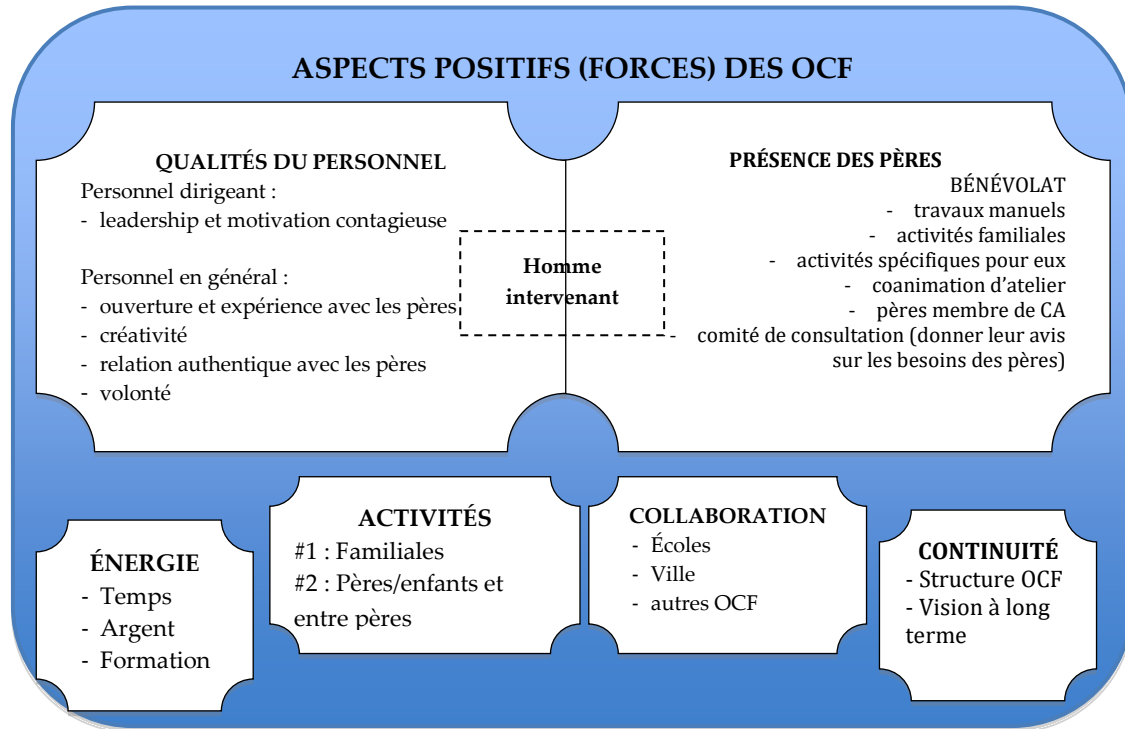 ASPECTS POSITIFS (FORCES) DES OCF
QUALITÉS DU PERSONNEL
Personnel dirigeant :
- leadership et motivation contagieuse
Personnel en général :
- ouverture et expérience avec les pères
- créativité
- relation authentique avec les pères
- volonté
Homme
intervenant
PRÉSENCE DES PÈRES
BÉNÉVOLAT
- travaux manuels
- activités familiales
- activités spécifiques pour eux
- coanimation d’atelier
- pères membre de CA
- comité de consultation (donner leur avis
sur les besoins des pères)
ÉNERGIE
- Temps
- Argent
- Formation
ACTIVITÉS
#1 : Familiales
#2 : Pères/enfants et
entre pères
COLLABORATION
- Écoles
- Ville
- autres OCF
CONTINUITÉ
- Structure OCF
- Vision à long
terme